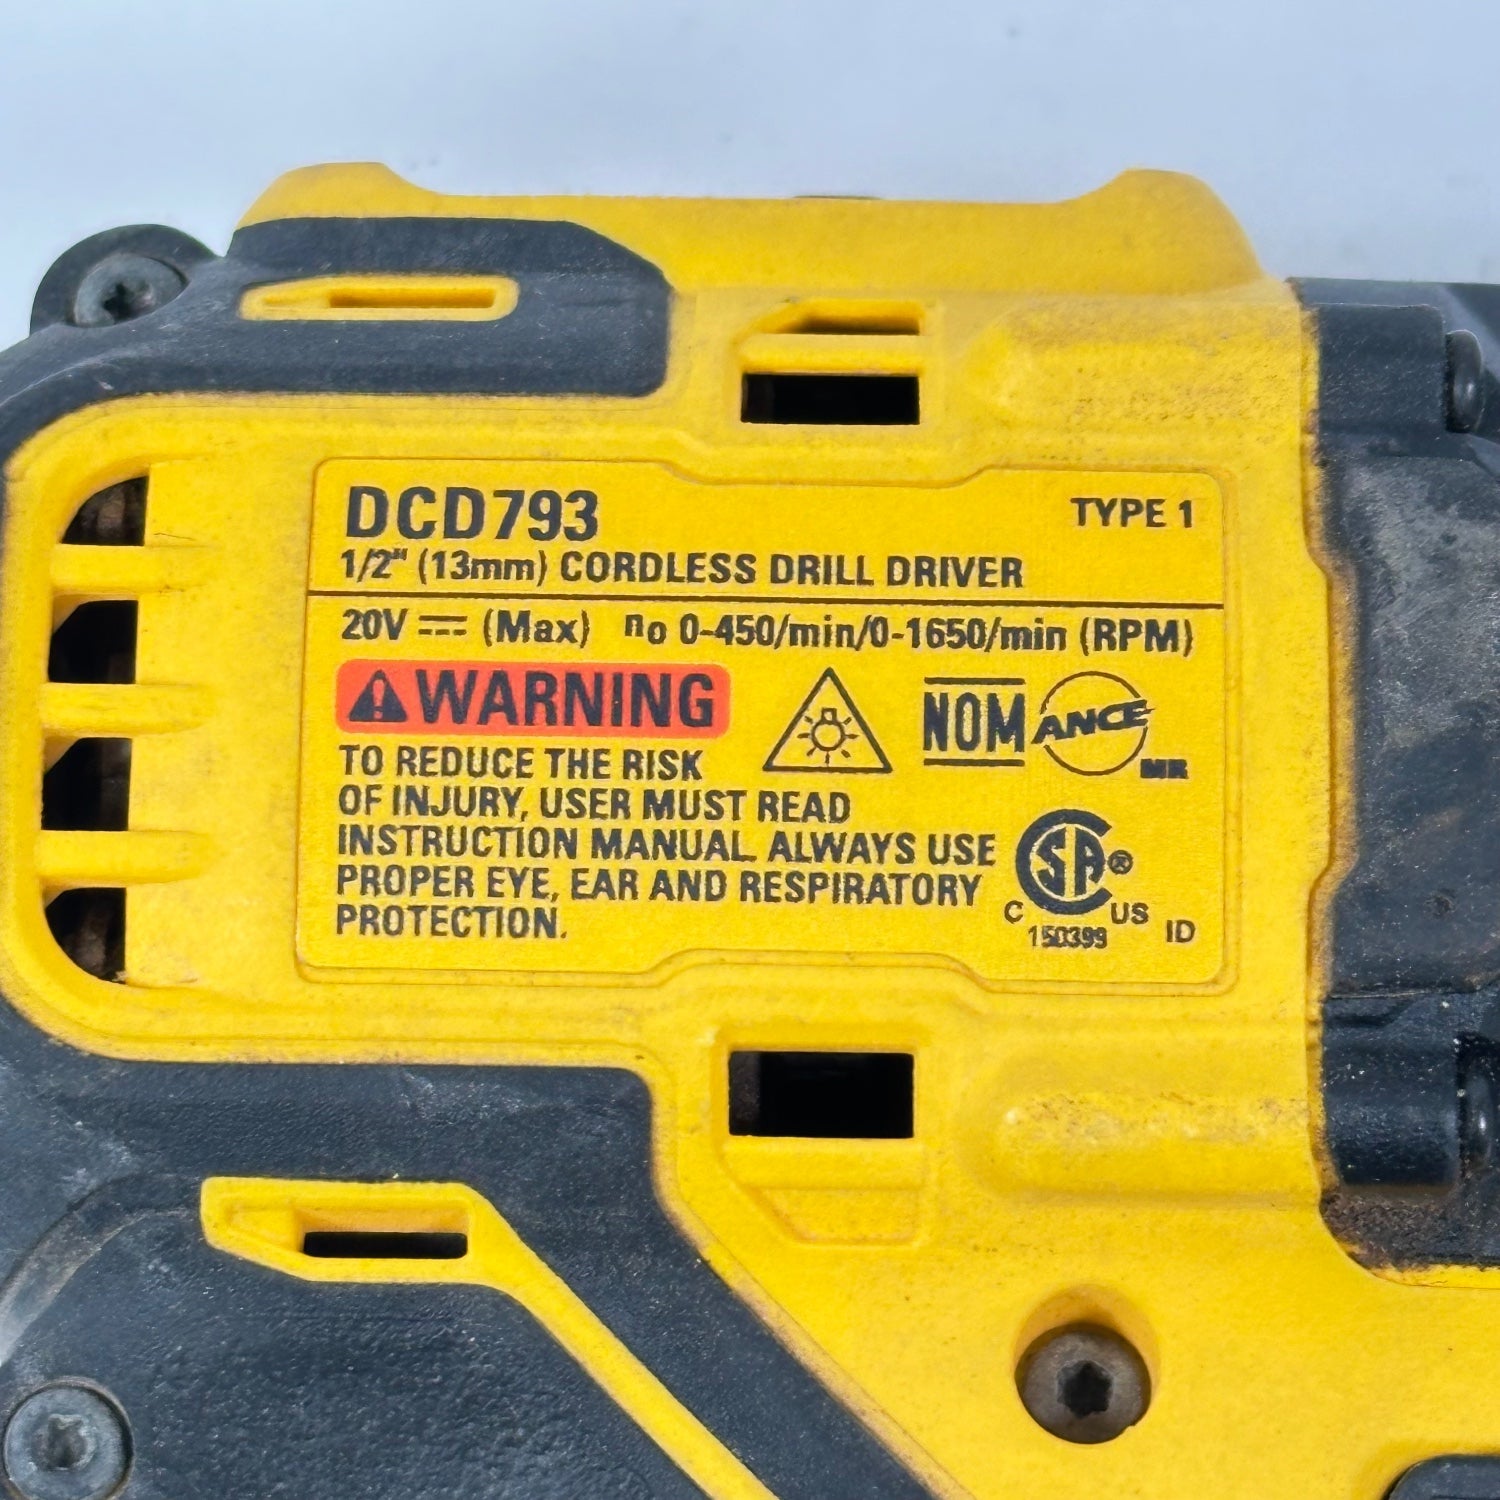 DCD793
TYPE 1
1/2" (13mm) CORDLESS DRILL DRIVER
20V (Max) no 0-450/min/0-1650/min (RPM)
WARNING
TO REDUCE THE RISK
OF INJURY, USER MUST READ
INSTRUCTION MANUAL. ALWAYS USE
PROPER EYE, EAR AND RESPIRATORY
PROTECTION.
NOM
ANCE
MR
SA®
C US
150399
ID